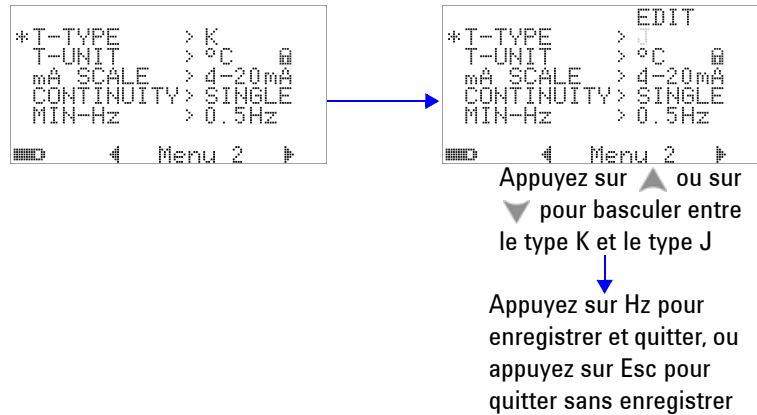 *T-TYPE > K
T-UNIT > °C
mA SCALE > 4-20mA
CONTINUITY> SINGLE
MIN-Hz > 0.5Hz
Menu 2
EDIT
*T-TYPE > J
T-UNIT > °C
mA SCALE > 4-20mA
CONTINUITY> SINGLE
MIN-Hz > 0.5Hz
Menu 2
Appuyez sur ou sur
pour basculer entre
le type K et le type J
Appuyez sur Hz pour
enregistrer et quitter, ou
appuyez sur Esc pour
quitter sans enregistrer